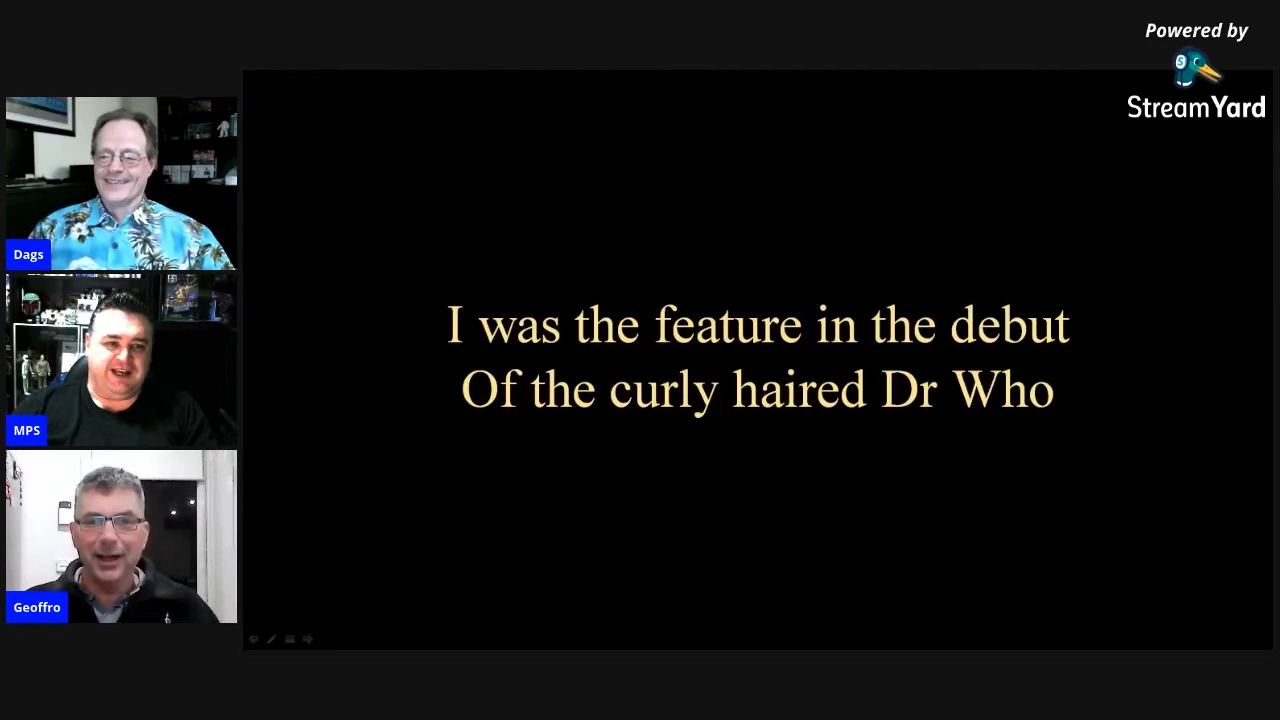 Powered by
StreamYard
Dags
MPS
Geoffro
I was the feature in the debut
Of the curly haired Dr Who